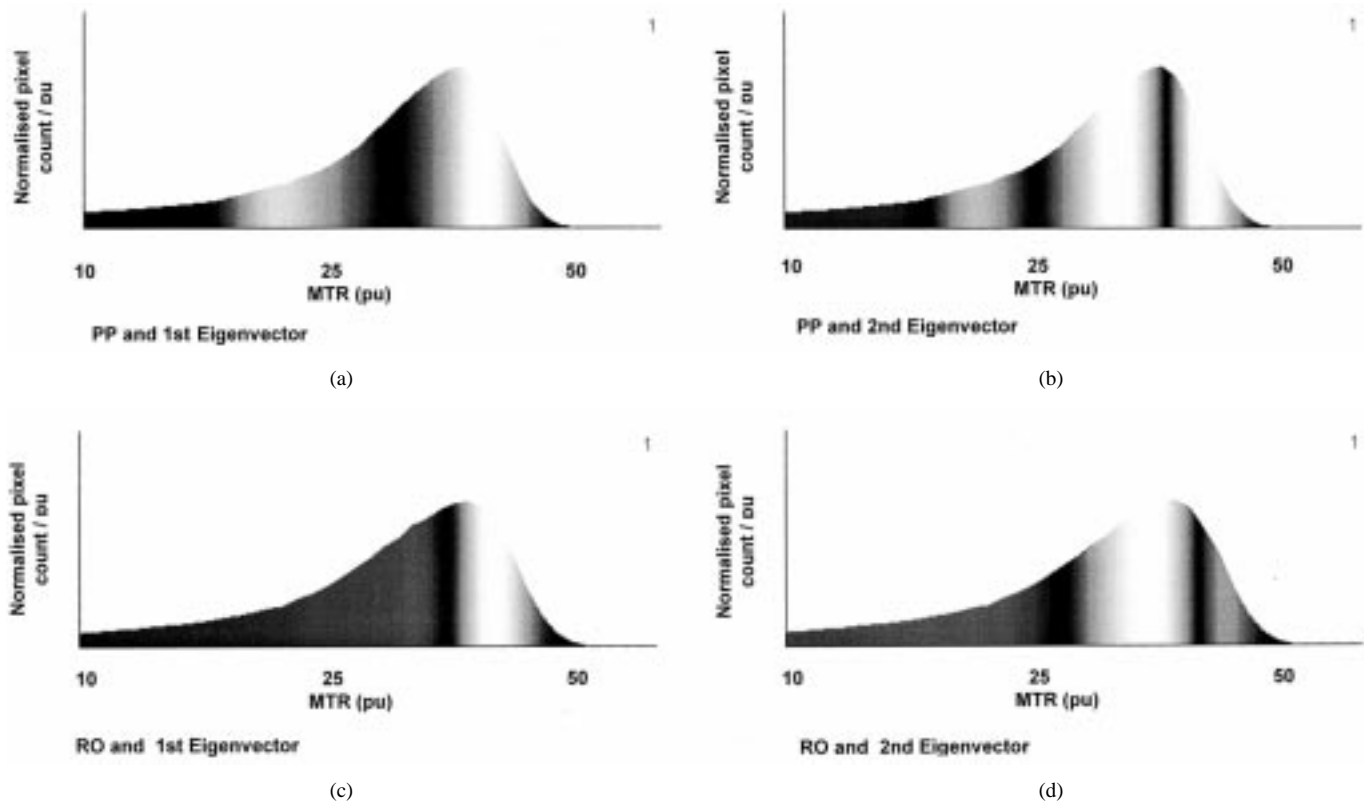 1
1
Normalised pixel
count / pu
Normalised pixel
count / pu
10 25 50
MTR (pu)
10 25 50
MTR (pu)
PP and 1st Eigenvector
PP and 2nd Eigenvector
(a)
(b)
1
1
Normalised pixel
count / pu
Normalised pixel
count / pu
10 25 50
MTR (pu)
10 25 50
MTR (pu)
RO and 1st Eigenvector
RO and 2nd Eigenvector
(c)
(d)